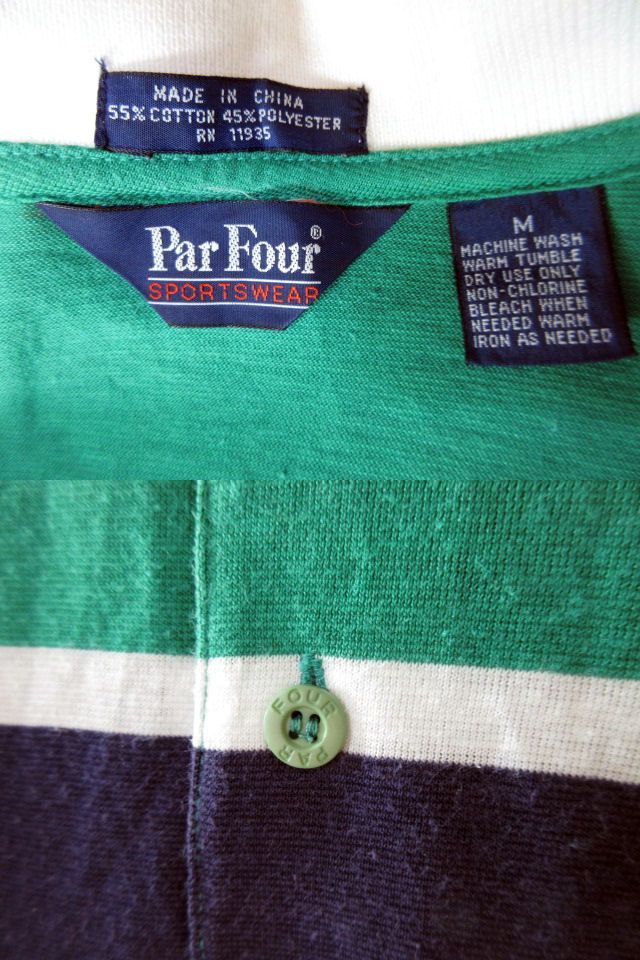 MADE IN CHINA
55% COTTON 45% POLYESTER
RN 11935
Par Four®
SPORTSWEAR
M
MACHINE WASH
WARM TUMBLE
DRY USE ONLY
NON-CHLORINE
BLEACH WHEN
NEEDED WARM
IRON AS NEEDED
FOUR
PAR